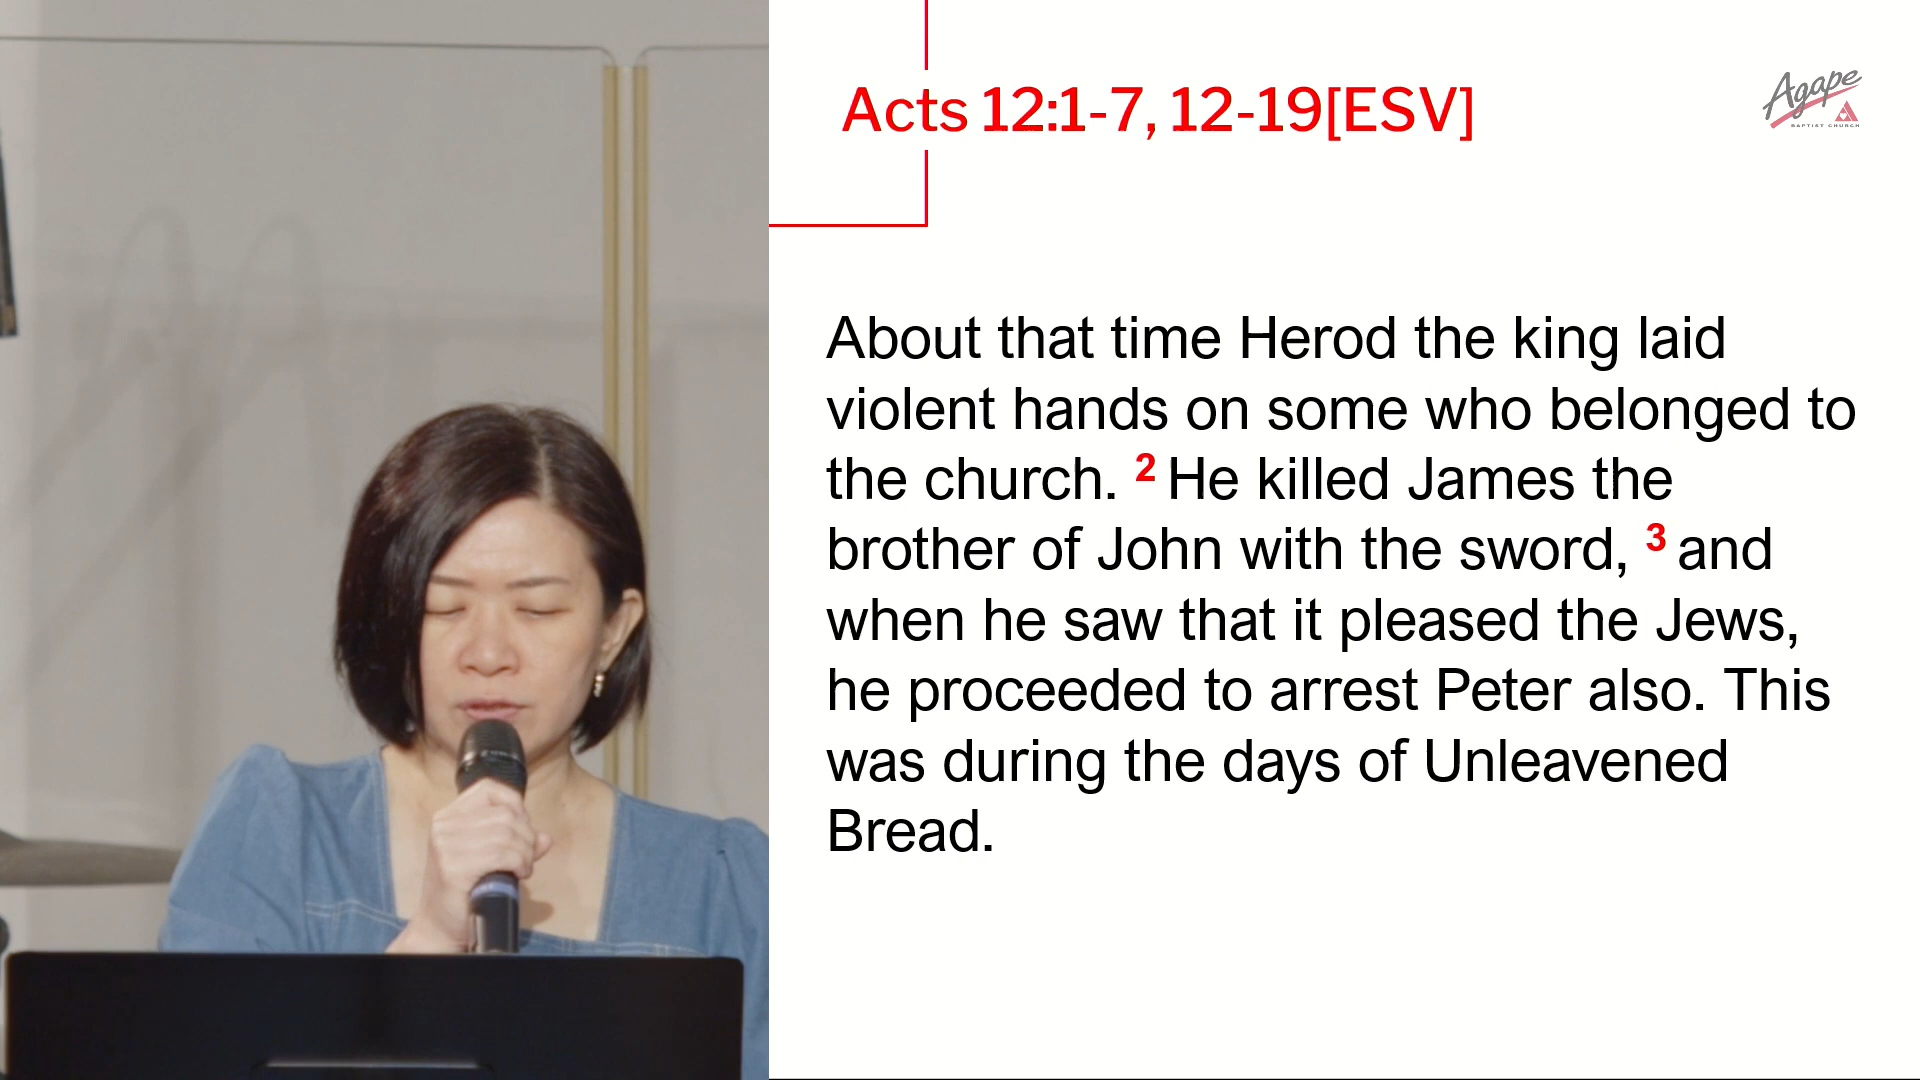 Acts 12:1-7, 12-19[ESV]
Agape
BAPTIST CHURCH
About that time Herod the king laid
violent hands on some who belonged to
the church. 2 He killed James the
brother of John with the sword, 3 and
when he saw that it pleased the Jews,
he proceeded to arrest Peter also. This
was during the days of Unleavened
Bread.